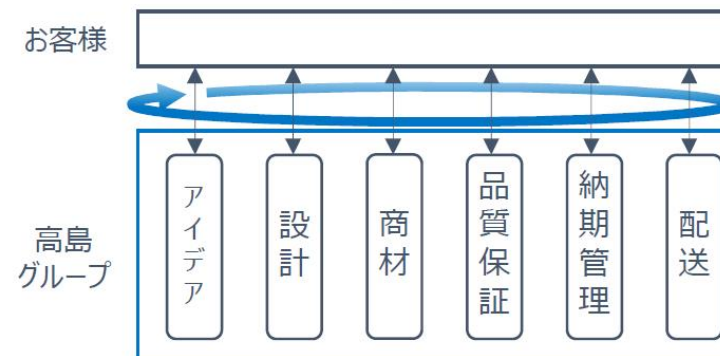 お客様
高島
グループ
アイデア
設計
商材
品質保証
納期管理
配送